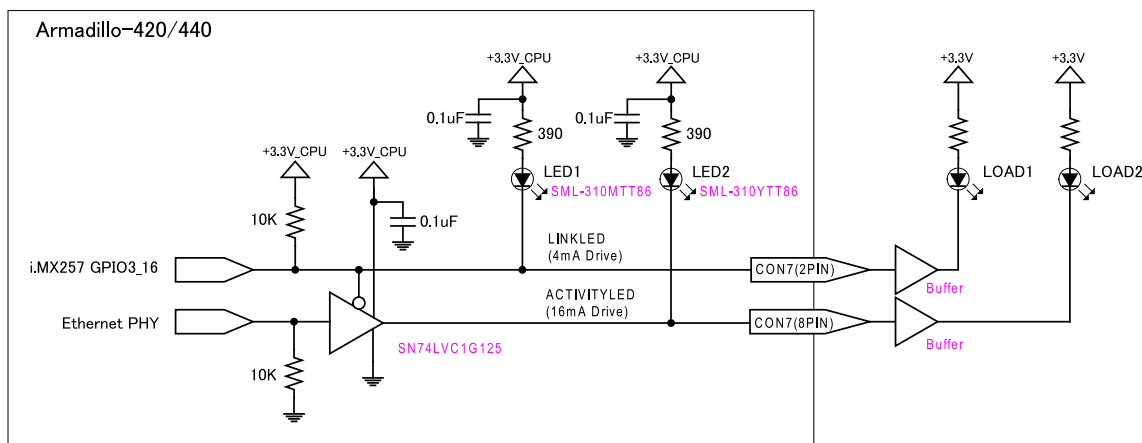 Armadillo-420/440
+3.3V_CPU
+3.3V_CPU
+3.3V
+3.3V
0.1uF
390
0.1uF
390
+3.3V_CPU
+3.3V_CPU
LED1
SML-310MTT86
LED2
SML-310YTT86
LOAD1
LOAD2
10K
0.1uF
LINKLED
(4mA Drive)
i.MX257 GPIO3_16
CON7(2PIN)
Buffer
ACTIVITYLED
(16mA Drive)
Ethernet PHY
CON7(8PIN)
Buffer
SN74LVC1G125
10K